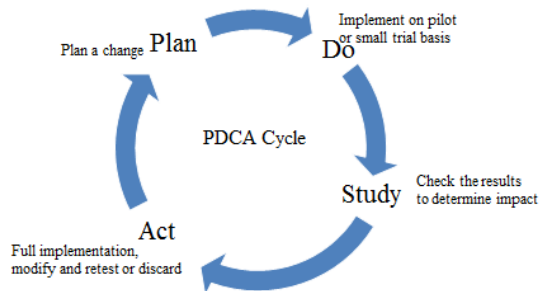 Plan a change
Plan
Implement on pilot
or small trial basis
Do
PDCA Cycle
Study
Check the results
to determine impact
Act
Full implementation,
modify and retest or discard